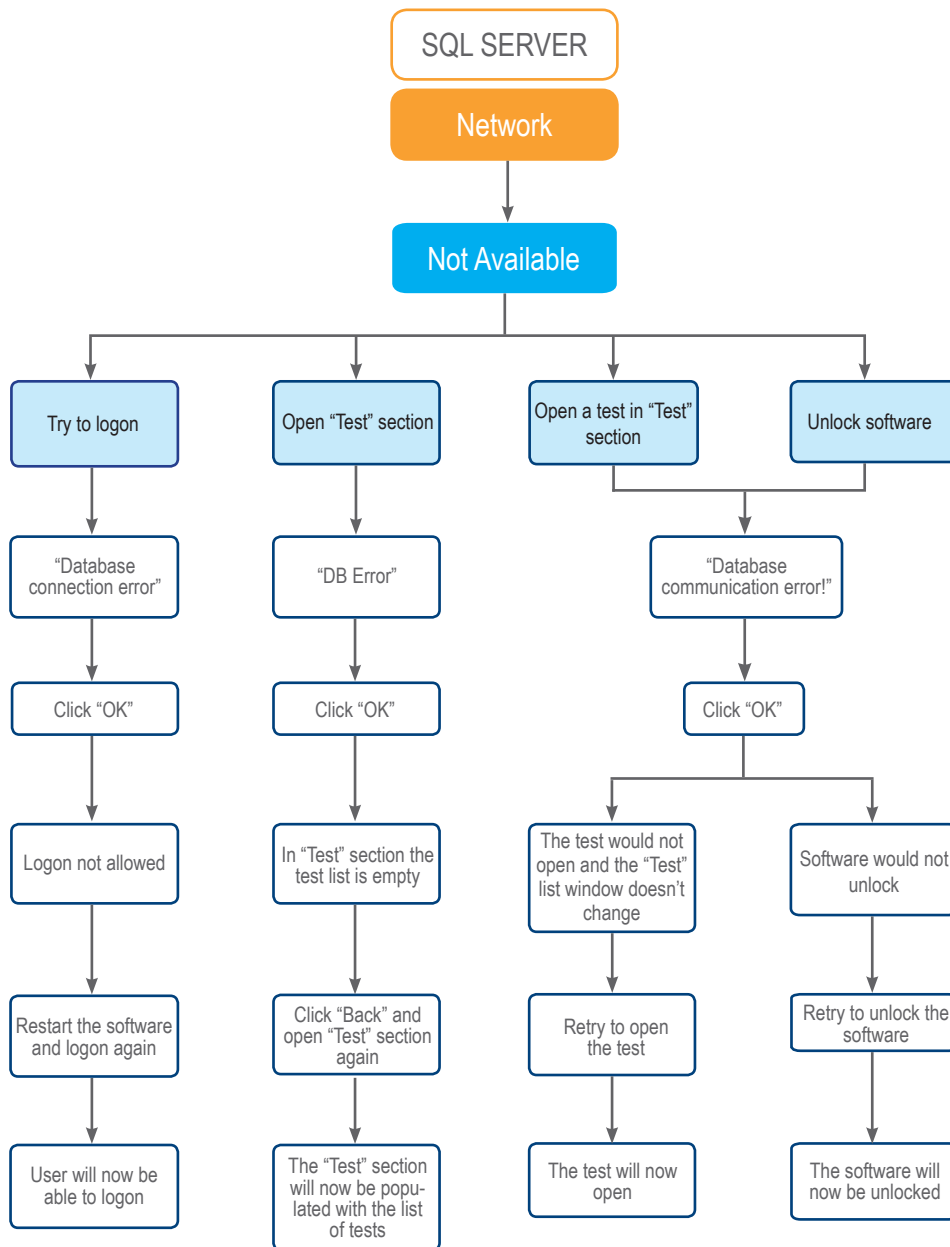 SQL SERVER
Network
Not Available
Try to logon
Open “Test” section
Open a test in “Test”
section
Unlock software
“Database
connection error”
“DB Error”
“Database
communication error!”
Click “OK”
Click “OK”
Click “OK”
Logon not allowed
In “Test” section the
test list is empty
The test would not
open and the “Test”
list window doesn’t
change
Software would not
unlock
Restart the software
and logon again
Click “Back” and
open “Test” section
again
Retry to open
the test
Retry to unlock the
software
User will now be
able to logon
The “Test” section
will now be popu-
lated with the list
of tests
The test will now
open
The software will
now be unlocked